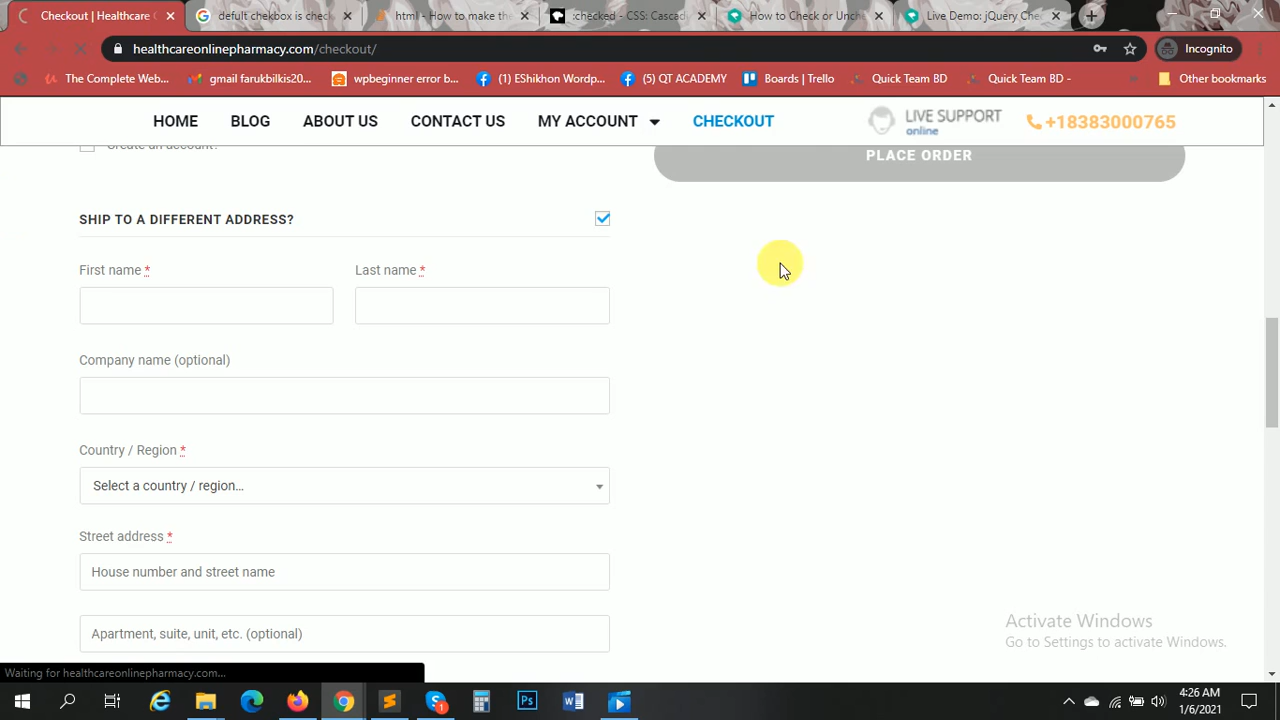 Checkout | Healthcare
defult chekbox is check
html - How to make the
:checked - CSS: Cascad
How to Check or Unche
Live Demo: jQuery Chec
healthcareonlinepharmacy.com/checkout/
Incognito
The Complete Web...
gmail farukbilkis20...
wpbeginner error b...
(1) EShikhon Wordp...
(5) QT ACADEMY
Boards | Trello
Quick Team BD
Quick Team BD -
Other bookmarks
HOME
BLOG
ABOUT US
CONTACT US
MY ACCOUNT
CHECKOUT
LIVE SUPPORT
online
+18383000765
Create an account?
PLACE ORDER
SHIP TO A DIFFERENT ADDRESS?
First name *
Last name *
Company name (optional)
Country / Region *
Select a country / region...
Street address *
House number and street name
Apartment, suite, unit, etc. (optional)
Activate Windows
Go to Settings to activate Windows.
Waiting for healthcareonlinepharmacy.com...
4:26 AM
1/6/2021